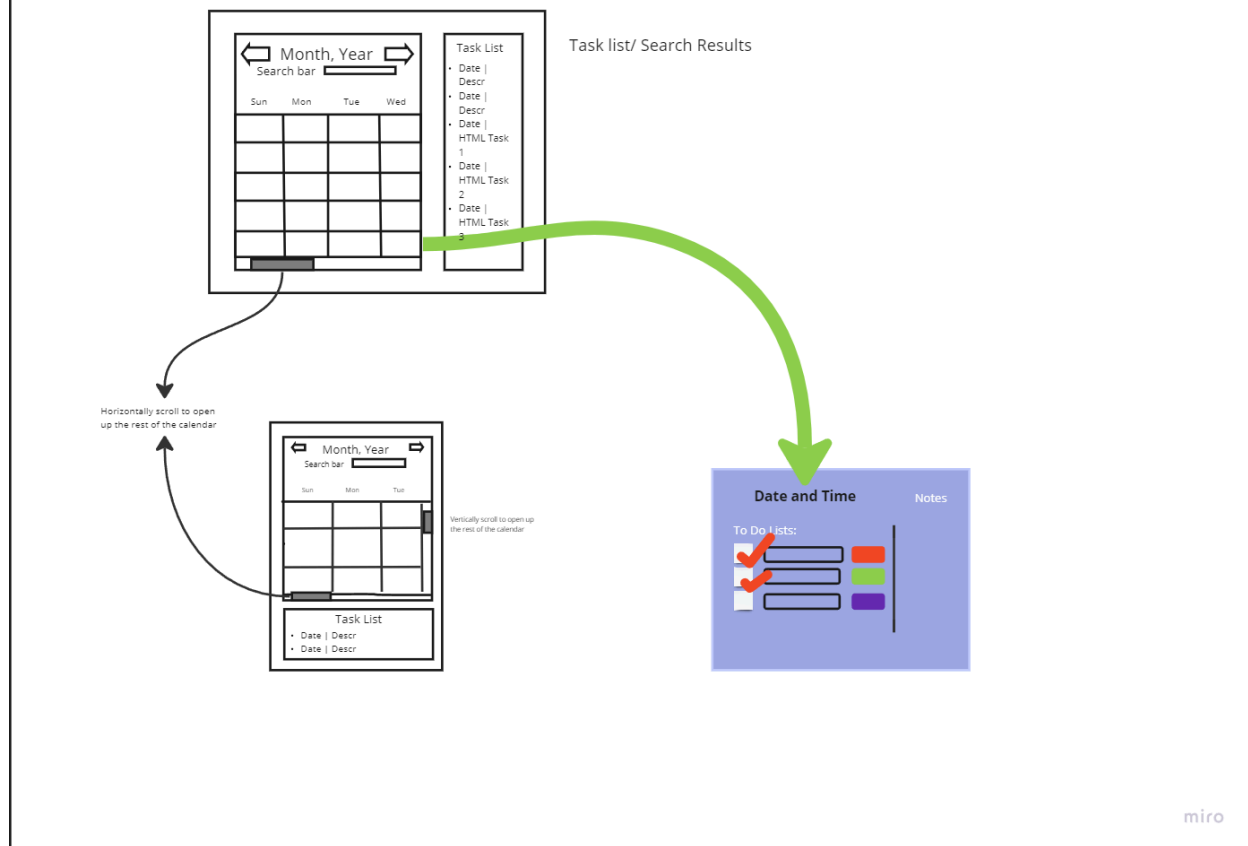 Month, Year
Search bar
Sun Mon Tue Wed
Task List
• Date |
Descr
• Date |
Descr
• Date |
HTML Task
1
• Date |
HTML Task
2
• Date |
HTML Task
3
Task list/ Search Results
Horizontally scroll to open
up the rest of the calendar
Month, Year
Search bar
Sun Mon Tue
Vertically scroll to open up
the rest of the calendar
Task List
• Date | Descr
• Date | Descr
Date and Time
Notes
To Do Lists:
miro